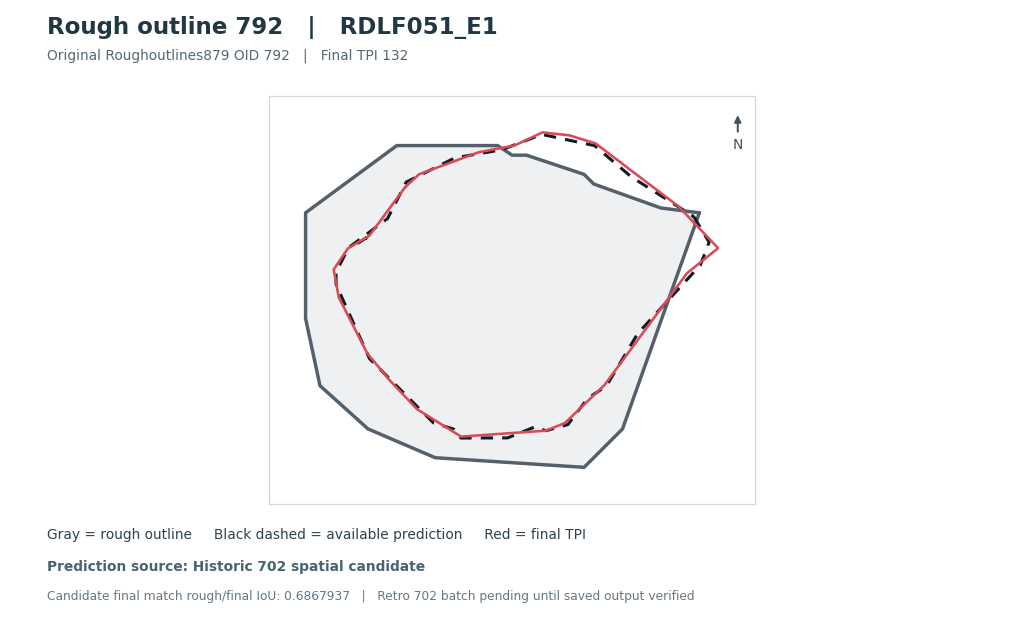 Rough outline 792   |   RDLF051_E1
Original Roughoutlines879 OID 792   |   Final TPI 132
N
Gray = rough outline     Black dashed = available prediction     Red = final TPI
Prediction source: Historic 702 spatial candidate
Candidate final match rough/final IoU: 0.6867937   |   Retro 702 batch pending until saved output verified